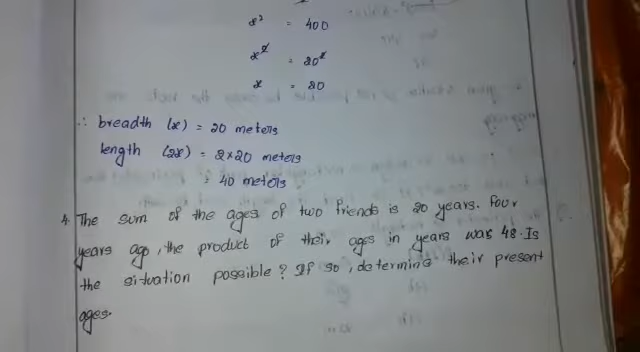 x² = 400
x² = 20²
x = 20
∴ breadth (x) = 20 meters
length (2x) = 2×20 meters
= 40 meters
4. The sum of the ages of two friends is 20 years. Four
years ago, the product of their ages in years was 48. Is
the situation possible? If so, determine their present
ages.